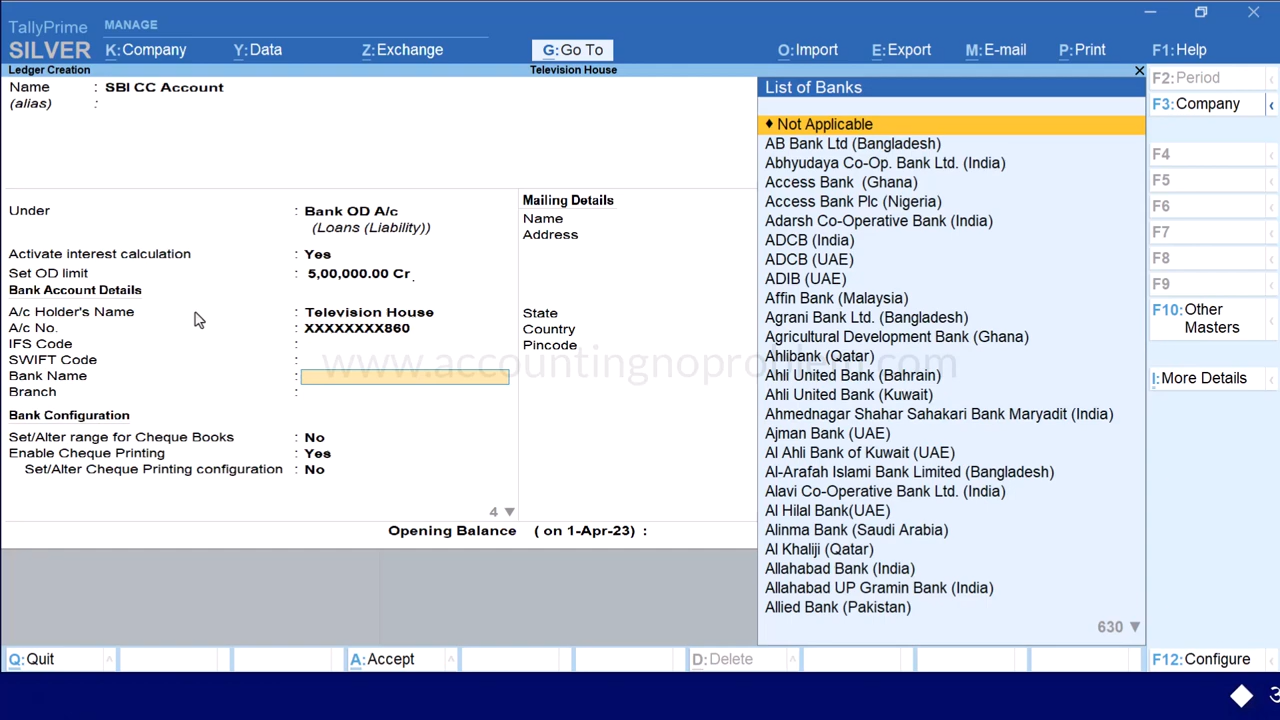 TallyPrime
MANAGE
SILVER
K:Company
Y:Data
Z:Exchange
G:Go To
O:Import
E:Export
M:E-mail
P:Print
F1:Help
Ledger Creation
Television House
Name : SBI CC Account
(alias) :
Under : Bank OD A/c
(Loans (Liability))
Activate interest calculation : Yes
Set OD limit : 5,00,000.00 Cr
Bank Account Details
A/c Holder's Name : Television House
A/c No. : XXXXXXXX860
IFS Code :
SWIFT Code :
Bank Name :
Branch :
Bank Configuration
Set/Alter range for Cheque Books : No
Enable Cheque Printing : Yes
Set/Alter Cheque Printing configuration : No
4 ▼
Mailing Details
Name
Address
State
Country
Pincode
Opening Balance ( on 1-Apr-23) :
www.accountingnoproblem.com
List of Banks
♦ Not Applicable
AB Bank Ltd (Bangladesh)
Abhyudaya Co-Op. Bank Ltd. (India)
Access Bank (Ghana)
Access Bank Plc (Nigeria)
Adarsh Co-Operative Bank (India)
ADCB (India)
ADCB (UAE)
ADIB (UAE)
Affin Bank (Malaysia)
Agrani Bank Ltd. (Bangladesh)
Agricultural Development Bank (Ghana)
Ahlibank (Qatar)
Ahli United Bank (Bahrain)
Ahli United Bank (Kuwait)
Ahmednagar Shahar Sahakari Bank Maryadit (India)
Ajman Bank (UAE)
Al Ahli Bank of Kuwait (UAE)
Al-Arafah Islami Bank Limited (Bangladesh)
Alavi Co-Operative Bank Ltd. (India)
Al Hilal Bank(UAE)
Alinma Bank (Saudi Arabia)
Al Khaliji (Qatar)
Allahabad Bank (India)
Allahabad UP Gramin Bank (India)
Allied Bank (Pakistan)
630 ▼
F2:Period
F3:Company
F4
F5
F6
F7
F8
F9
F10:Other
Masters
I:More Details
Q:Quit
A:Accept
D:Delete
F12:Configure